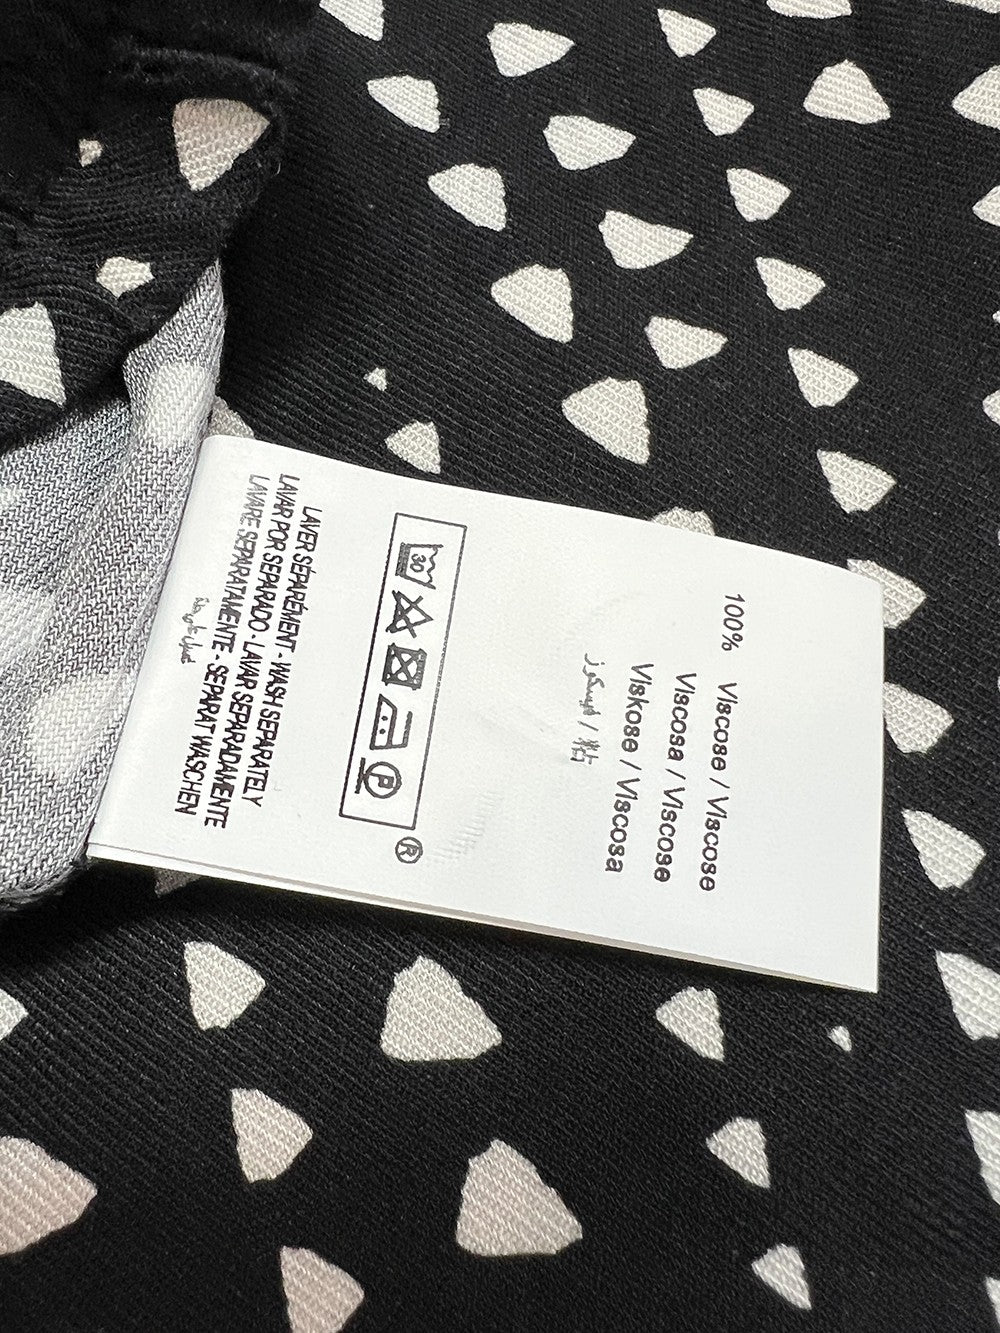 100% Viscose / Viscose
Viscosa / Viscose
Viskose / Viscosa
30
P
®
LAVER SÉPARÉMENT - WASH SEPARATELY
LAVAR POR SEPARADO - LAVAR SEPARADAMENTE
LAVARE SEPARATAMENTE - SEPARAT WASCHEN